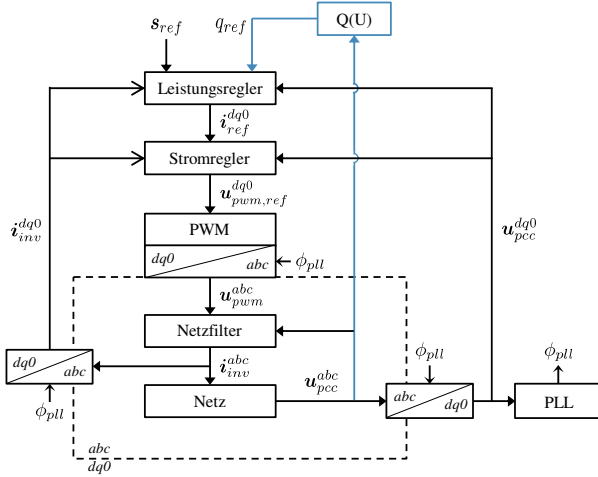 s_ref
q_ref
Q(U)
Leistungsregler
i_ref^dq0
Stromregler
u_pwm,ref^dq0
i_inv^dq0
u_pcc^dq0
PWM
dq0
abc
ϕ_pll
u_pwm^abc
Netzfilter
i_inv^abc
dq0
abc
ϕ_pll
Netz
u_pcc^abc
ϕ_pll
abc
dq0
ϕ_pll
PLL
abc
dq0